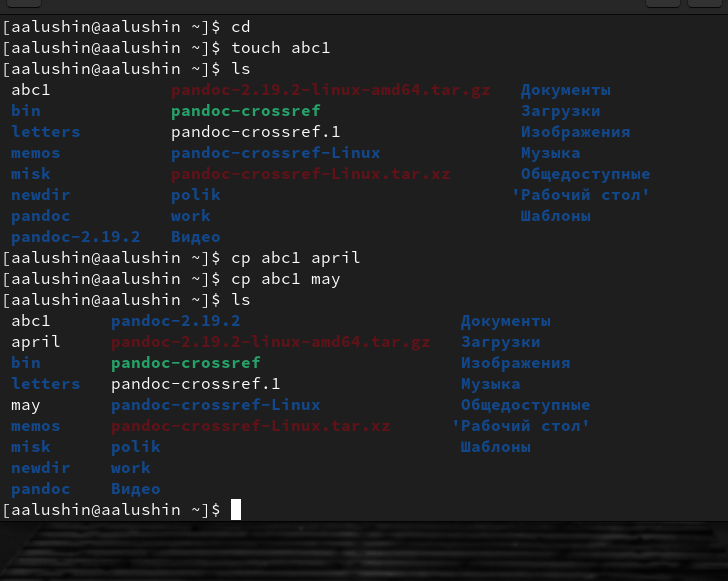 [aalushin@aalushin ~]$ cd
[aalushin@aalushin ~]$ touch abc1
[aalushin@aalushin ~]$ ls
abc1 pandoc-2.19.2-linux-amd64.tar.gz Документы
bin pandoc-crossref Загрузки
letters pandoc-crossref.1 Изображения
memos pandoc-crossref-Linux Музыка
misk pandoc-crossref-Linux.tar.xz Общедоступные
newdir polik 'Рабочий стол'
pandoc work Шаблоны
pandoc-2.19.2 Видео
[aalushin@aalushin ~]$ cp abc1 april
[aalushin@aalushin ~]$ cp abc1 may
[aalushin@aalushin ~]$ ls
abc1 pandoc-2.19.2 Документы
april pandoc-2.19.2-linux-amd64.tar.gz Загрузки
bin pandoc-crossref Изображения
letters pandoc-crossref.1 Музыка
may pandoc-crossref-Linux Общедоступные
memos pandoc-crossref-Linux.tar.xz 'Рабочий стол'
misk polik Шаблоны
newdir work
pandoc Видео
[aalushin@aalushin ~]$